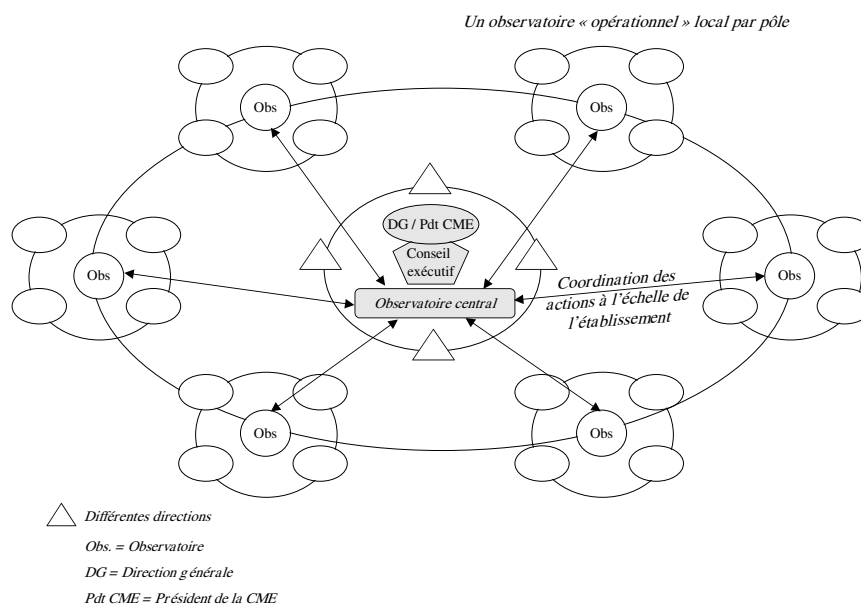 Un observatoire « opérationnel » local par pôle
Obs
Obs
DG / Pdt CME
Conseil
exécutif
Obs
Observatoire central
Coordination des
actions à l'échelle de
l'établissement
Obs
Obs
Obs
Différentes directions
Obs. = Observatoire
DG = Direction générale
Pdt CME = Président de la CME